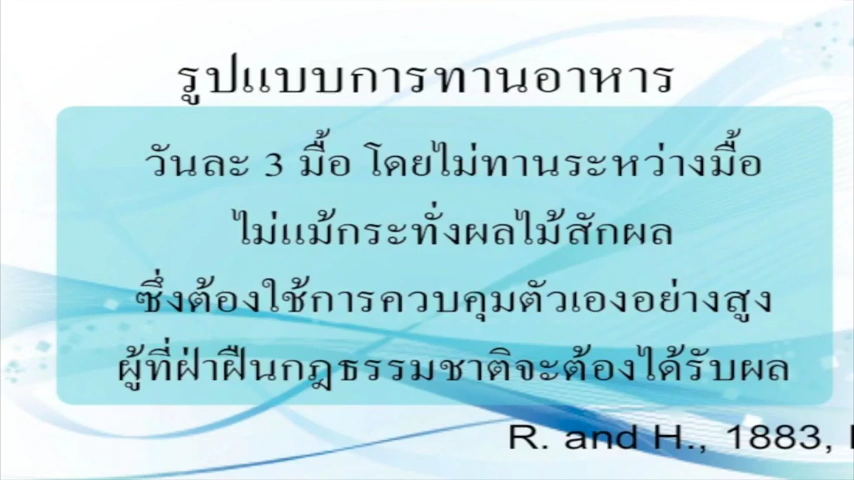 รูปแบบการทานอาหาร
วันละ 3 มื้อ โดยไม่ทานระหว่างมื้อ
ไม่แม้กระทั่งผลไม้สักผล
ซึ่งต้องใช้การควบคุมตัวเองอย่างสูง
ผู้ที่ฝ่าฝืนกฎธรรมชาติจะต้องได้รับผล
R. and H., 1883,